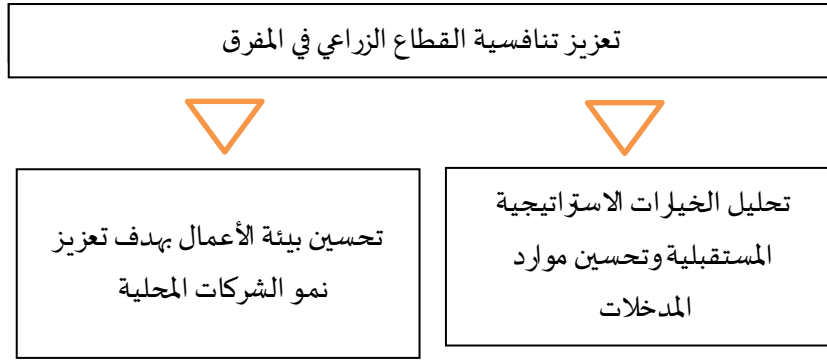 تعزيز تنافسية القطاع الزراعي في المفرق
تحليل الخيارات الاستراتيجية
المستقبلية وتحسين موارد
المدخلات
تحسين بيئة الأعمال بهدف تعزيز
نمو الشركات المحلية